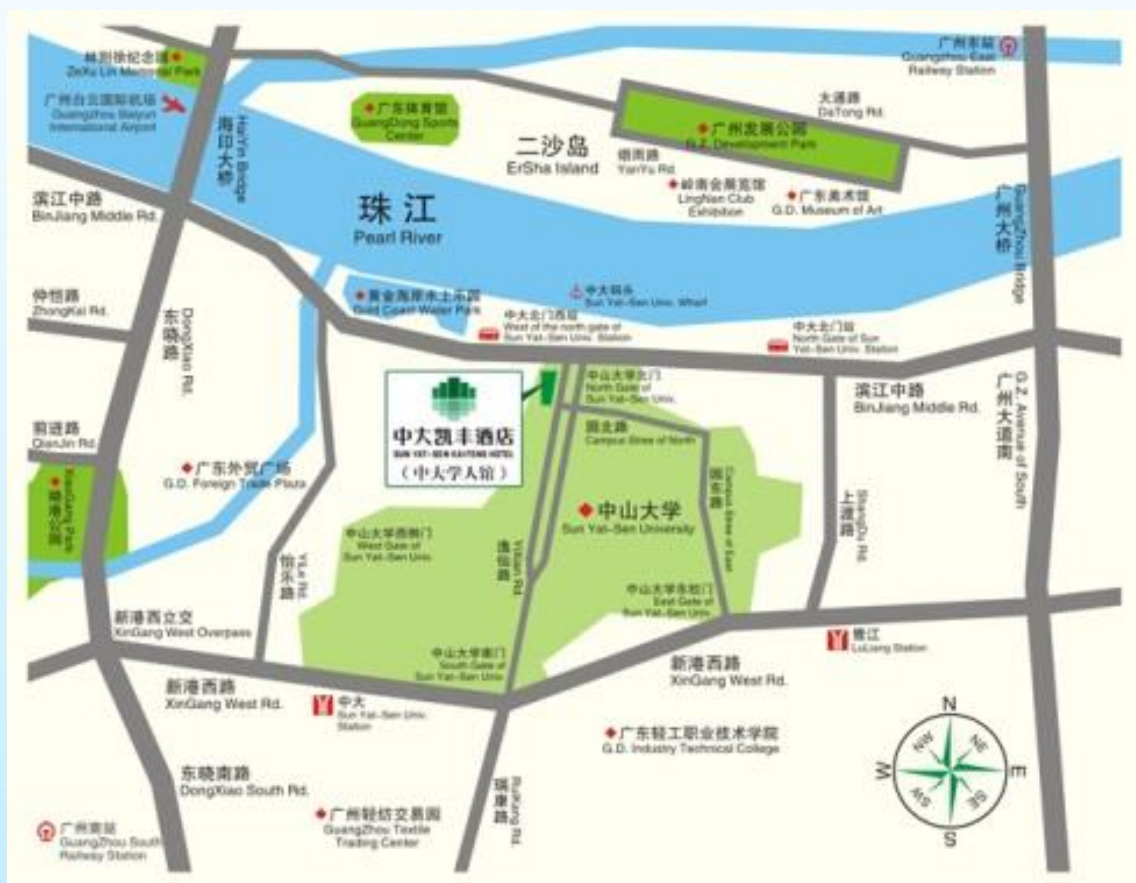 林则徐纪念园
ZeXu Lin Memorial Park
广州白云国际机场
Guangzhou Baiyun
International Airport
海印大桥
HaiYin Bridge
广东体育馆
GuangDong Sports
Center
二沙岛
ErSha Island
烟雨路
YanYu Rd.
广州发展公园
G.Z. Development Park
大通路
DaTong Rd.
广州东站
Guangzhou East
Railway Station
岭南会展览馆
LingNan Club
Exhibition
广东美术馆
G.D. Museum of Art
广州大桥
GuangZhou Bridge
滨江中路
BinJiang Middle Rd.
珠江
Pearl River
仲恺路
ZhongKai Rd.
东晓路
DongXiao Rd.
黄金海岸水上乐园
Gold Coast Water Park
中大码头
Sun Yat-Sen Univ. Wharf
中大北门西站
West of the north gate of
Sun Yat-Sen Univ. Station
中大北门站
North Gate of Sun
Yat-Sen Univ. Station
中大凯丰酒店
SUN YAT-SEN KAIFENG HOTEL
(中大学人馆)
中山大学北门
North Gate of
Sun Yat-Sen Univ.
园北路
Campus Stree of North
园东路
Campus Stree of East
滨江中路
BinJiang Middle Rd.
广州大道南
G.Z. Avenue of South
前进路
QianJin Rd.
晓港公园
XiaoGang Park
广东外贸广场
G.D. Foreign Trade Plaza
中山大学
Sun Yat-Sen University
上渡路
ShangDu Rd.
中山大学西侧门
West Gate of
Sun Yat-Sen Univ.
怡乐路
YiLe Rd.
逸仙路
YiXian Rd.
中山大学东校门
East Gate of
Sun Yat-Sen Univ.
新港西立交
XinGang West Overpass
中山大学南门
South Gate of
Sun Yat-Sen Univ.
新港西路
XinGang West Rd.
鹭江
LuJiang Station
新港西路
XinGang West Rd.
中大
Sun Yat-Sen Univ.
Station
广东轻工职业技术学院
G.D. Industry Technical College
东晓南路
DongXiao South Rd.
瑞康路
RuiKang Rd.
广州轻纺交易园
GuangZhou Textile
Trading Center
广州南站
GuangZhou South
Railway Station
N
NW
NE
W
E
SW
SE
S